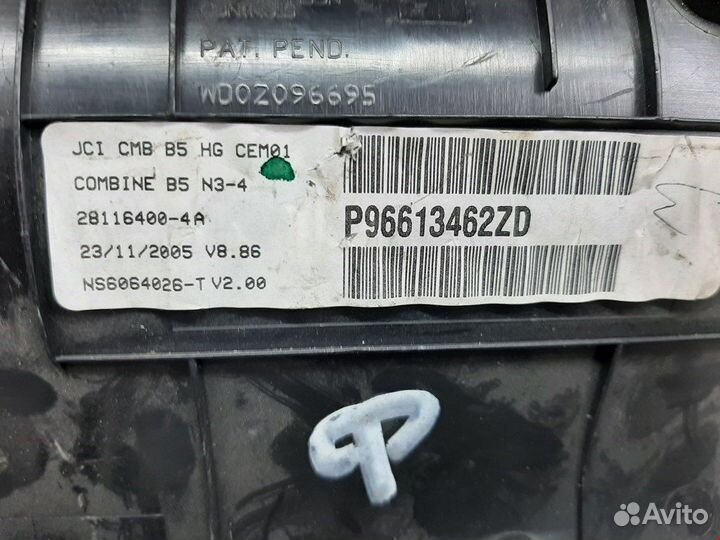 PAT. PEND.
WO02096695
JCI CMB B5 HG CEM01
COMBINE B5 N3-4
28116400-4A
23/11/2005 V8.86
NS6064026-T V2.00
P96613462ZD
Avito